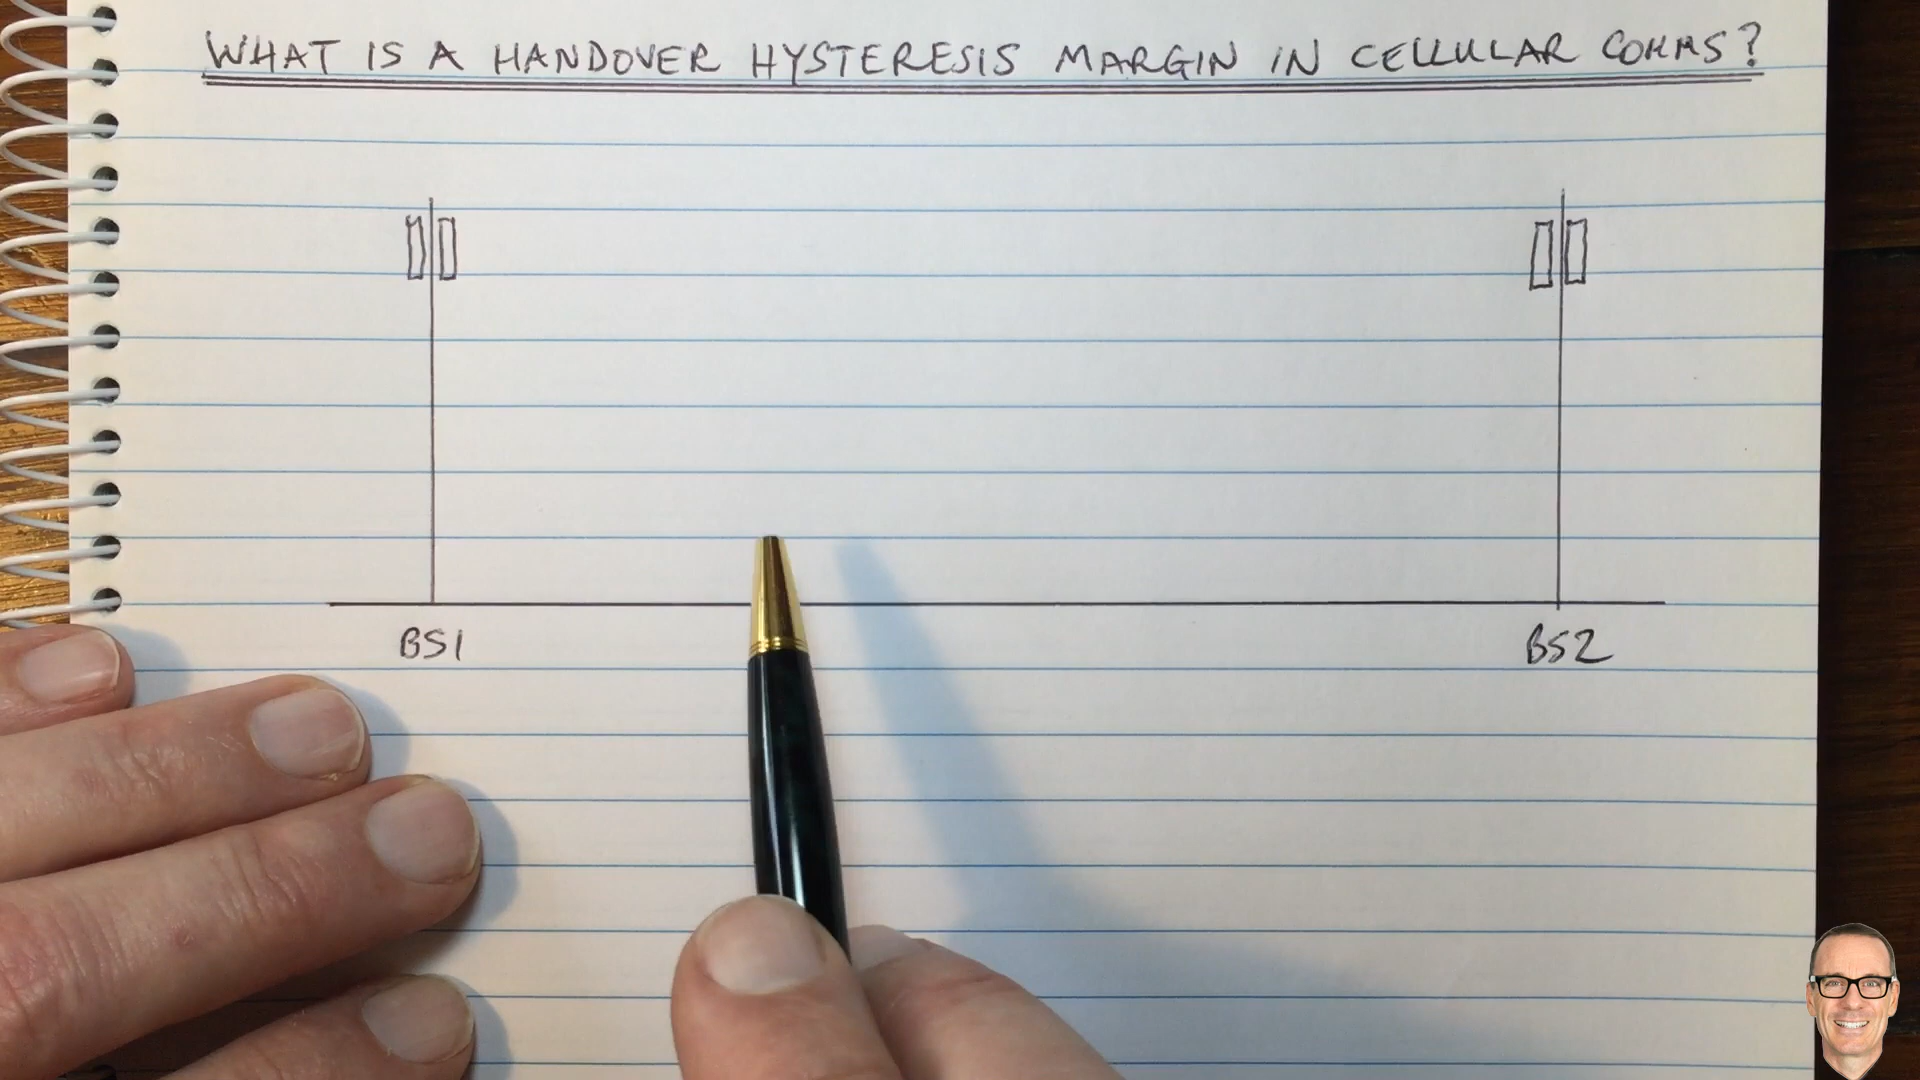 WHAT IS A HANDOVER HYSTERESIS MARGIN IN CELLULAR COMMS?
BS1
BS2